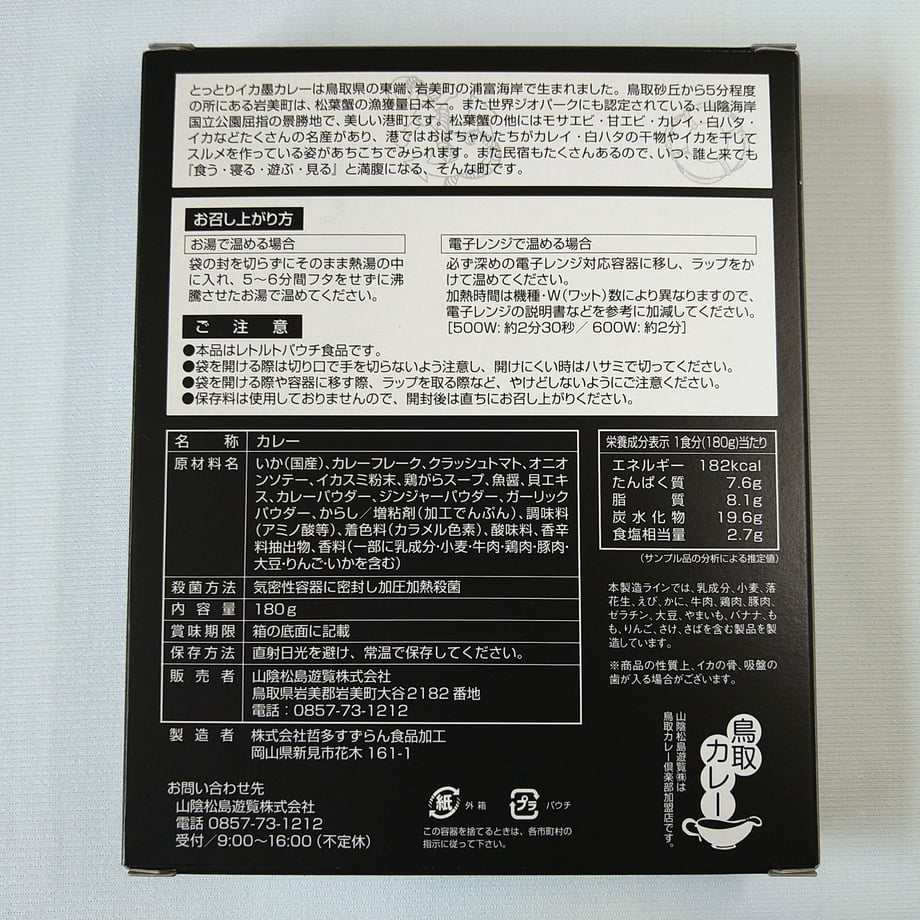 とっとりイカ墨カレーは鳥取県の東端、岩美町の浦富海岸で生まれました。鳥取砂丘から5分程度
の所にある岩美町は、松葉蟹の漁獲量日本一。また世界ジオパークにも認定されている、山陰海岸
国立公園屈指の景勝地で、美しい港町です。松葉蟹の他にはモサエビ・甘エビ・カレイ・白ハタ・
イカなどたくさんの名産があり、港ではおばちゃんたちがカレイ・白ハタの干物やイカを干して
スルメを作っている姿があちこちでみられます。また民宿もたくさんあるので、いつ、誰と来ても
『食う・寝る・遊ぶ・見る』と満腹になる、そんな町です。
お召し上がり方
お湯で温める場合
袋の封を切らずにそのまま熱湯の中
に入れ、5〜6分間フタをせずに沸
騰させたお湯で温めてください。
電子レンジで温める場合
必ず深めの電子レンジ対応容器に移し、ラップをか
けて温めてください。
加熱時間は機種・W(ワット)数により異なりますので、
電子レンジの説明書などを参考に加減してください。
[500W: 約2分30秒/ 600W: 約2分]
ご注意
●本品はレトルトパウチ食品です。
●袋を開ける際は切り口で手を切らないよう注意し、開けにくい時はハサミで切ってください。
●袋を開ける際や容器に移す際、ラップを取る際など、やけどしないようにご注意ください。
●保存料は使用しておりませんので、開封後は直ちにお召し上がりください。
名称 カレー
原材料名 いか(国産)、カレーフレーク、クラッシュトマト、オニオ
ンソテー、イカスミ粉末、鶏がらスープ、魚醤、貝エキ
ス、カレーパウダー、ジンジャーパウダー、ガーリック
パウダー、からし/増粘剤(加工でんぷん)、調味料
(アミノ酸等)、着色料(カラメル色素)、酸味料、香辛
料抽出物、香料(一部に乳成分・小麦・牛肉・鶏肉・豚肉・
大豆・りんご・いかを含む)
殺菌方法 気密性容器に密封し加圧加熱殺菌
内容量 180g
賞味期限 箱の底面に記載
保存方法 直射日光を避け、常温で保存してください。
販売者 山陰松島遊覧株式会社
鳥取県岩美郡岩美町大谷2182番地
電話:0857-73-1212
製造者 株式会社哲多すずらん食品加工
岡山県新見市花木 161-1
栄養成分表示 1食分(180g)当たり
エネルギー 182kcal
たんぱく質 7.6g
脂質 8.1g
炭水化物 19.6g
食塩相当量 2.7g
(サンプル品の分析による推定値)
本製造ラインでは、乳成分、小麦、落
花生、えび、かに、牛肉、鶏肉、豚肉、
ゼラチン、大豆、やまいも、バナナ、も
も、りんご、さけ、さばを含む製品を製
造しています。
※商品の性質上、イカの骨、吸盤の
歯が入る場合がございます。
お問い合わせ先
山陰松島遊覧株式会社
電話 0857-73-1212
受付/9:00〜16:00 (不定休)
紙 外箱
プラ パウチ
この容器を捨てるときは、各市町村の
指示に従って下さい。
鳥取
カレー
山陰松島遊覧㈱は
鳥取カレー倶楽部加盟店です。